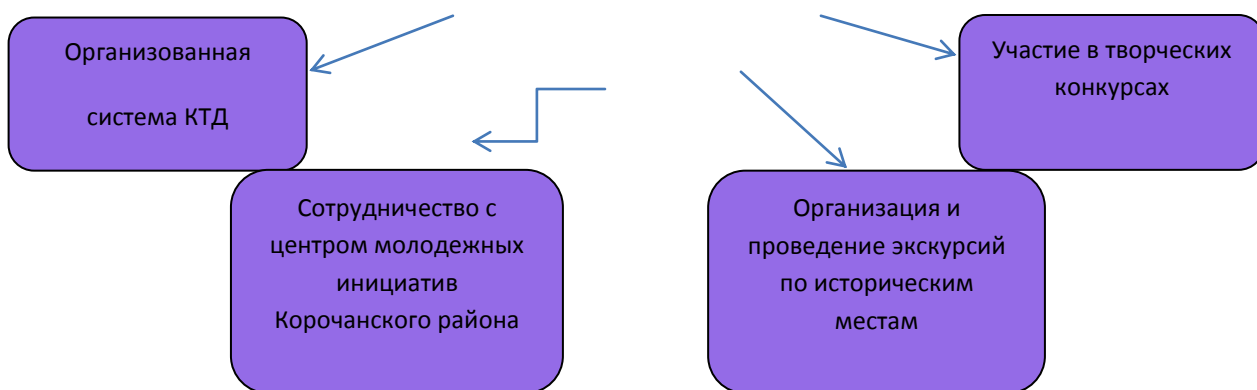 Организованная
система КТД
Участие в творческих
конкурсах
Сотрудничество с
центром молодежных
инициатив
Корочанского района
Организация и
проведение экскурсий
по историческим
местам